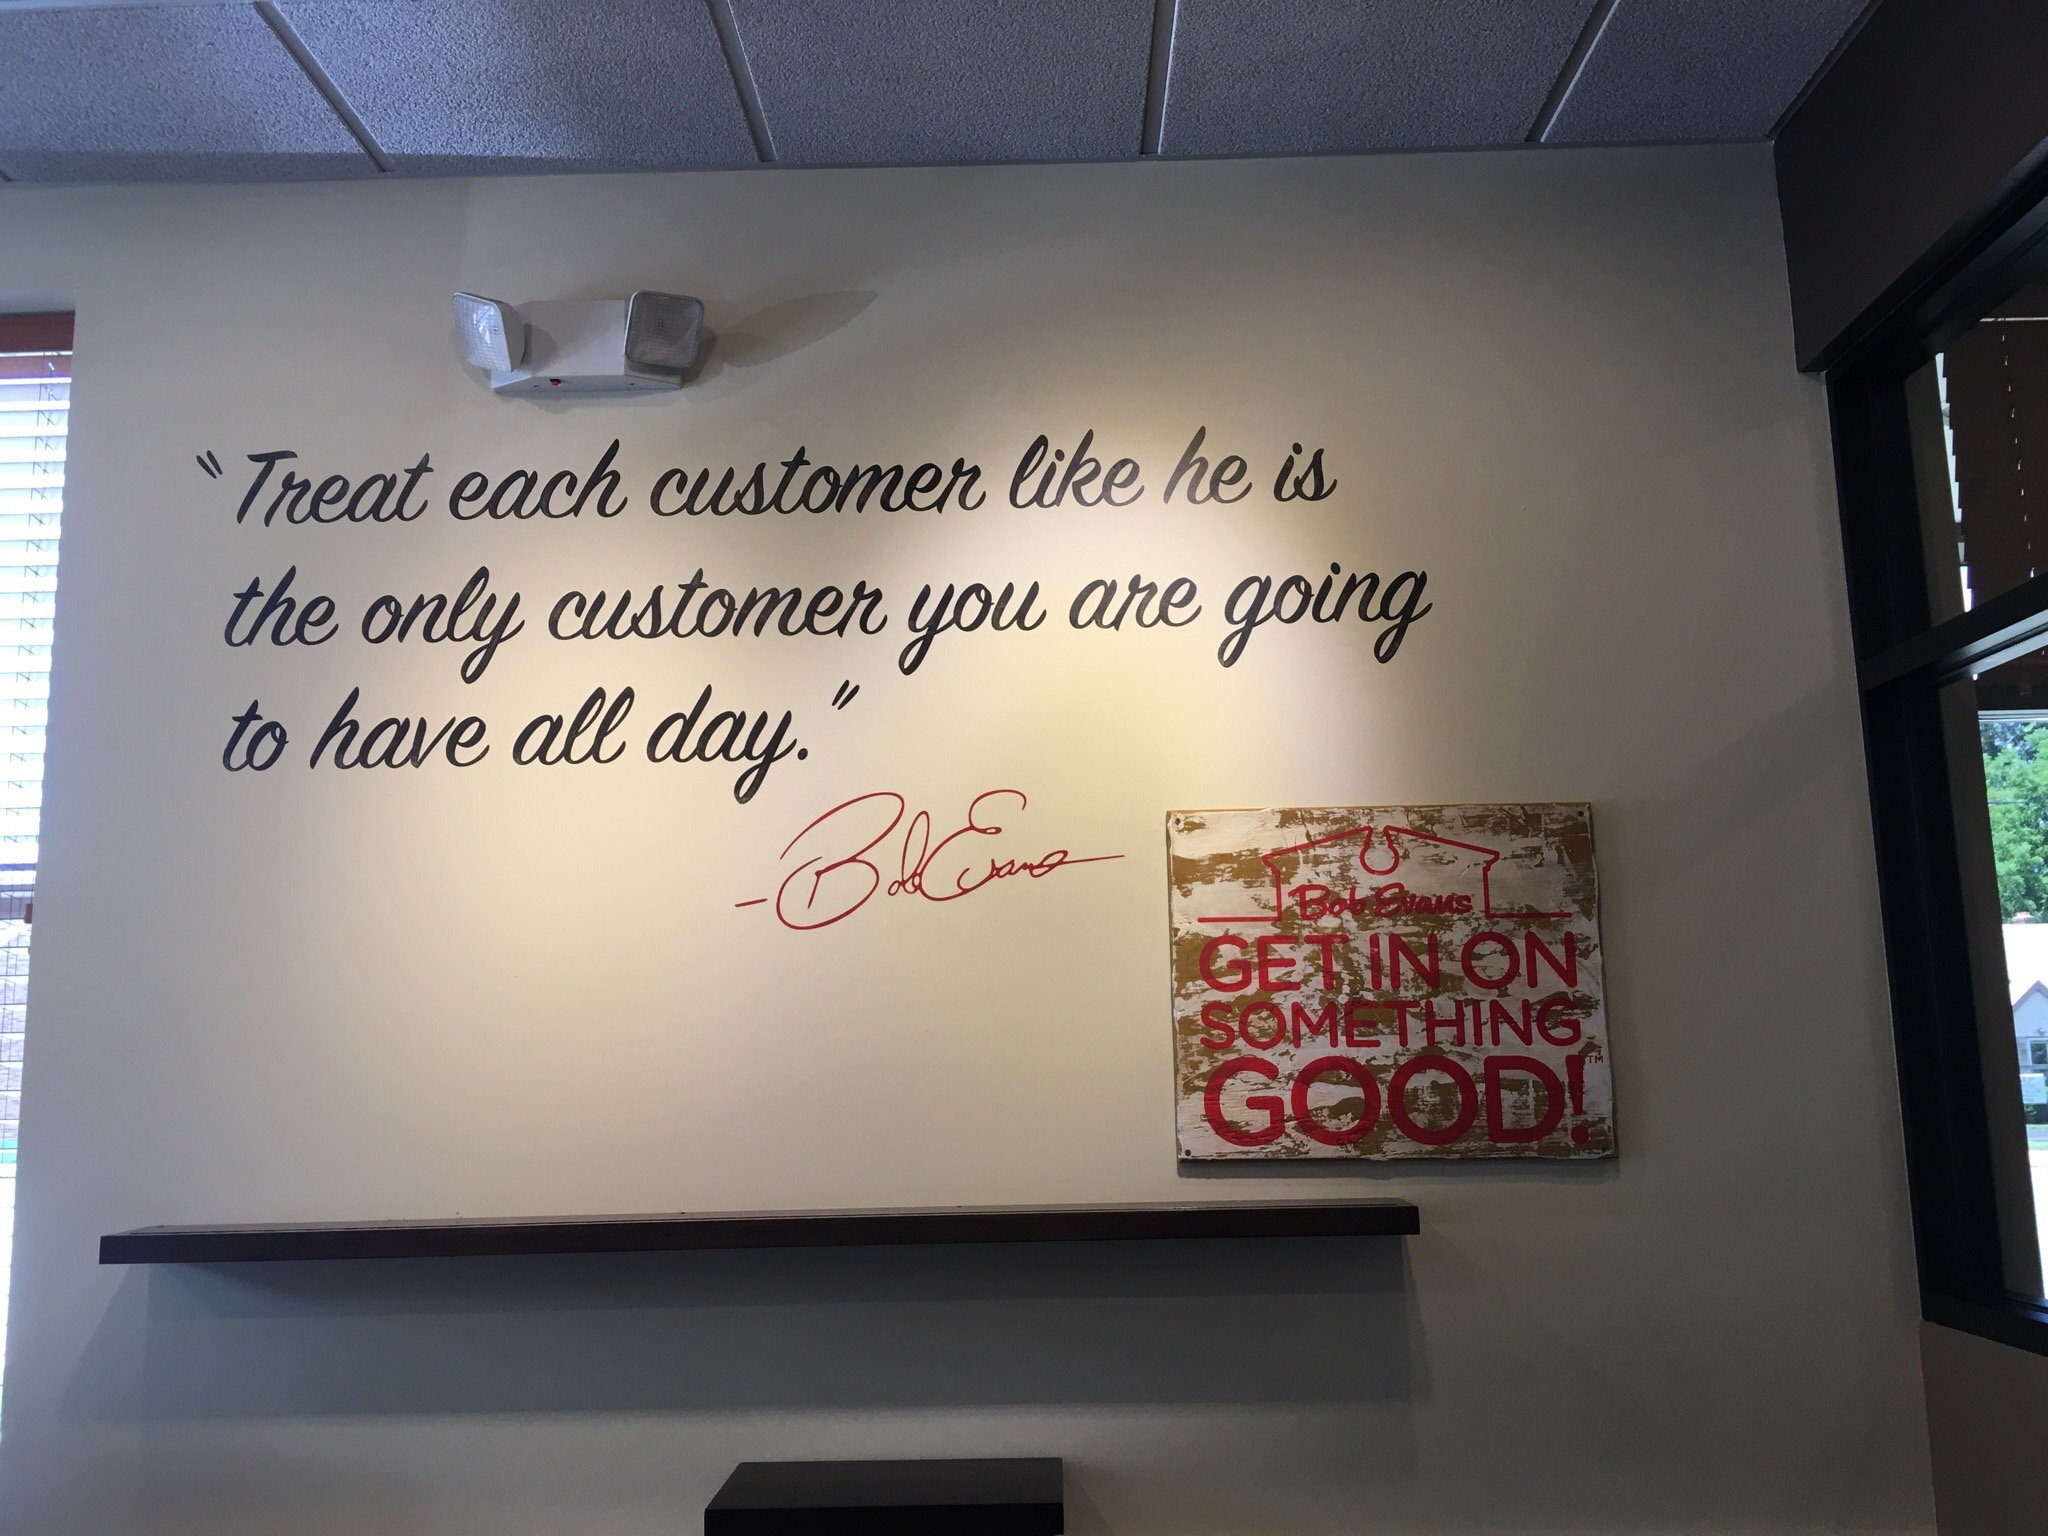 "Treat each customer like he is
the only customer you are going
to have all day."
- Bob Evans
Bob Evans
GET IN ON
SOMETHING
GOOD!™